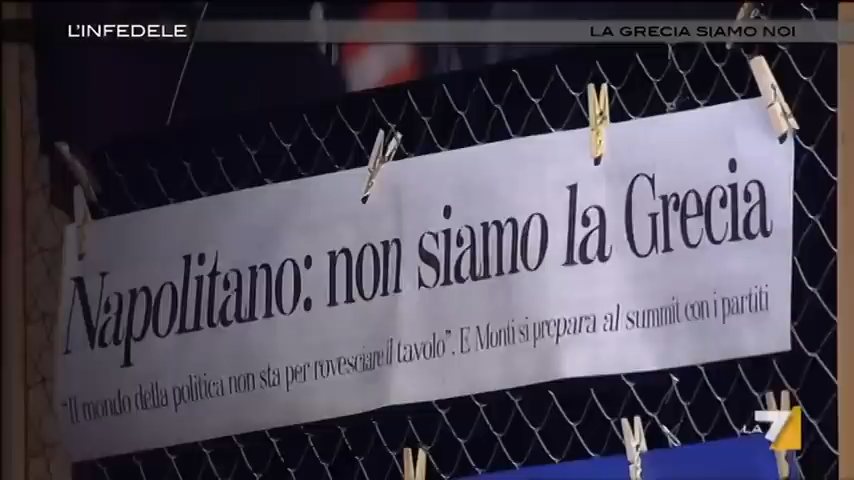 L'INFEDELE
LA GRECIA SIAMO NOI
Napolitano: non siamo la Grecia
"Il mondo della politica non sta per rovesciare il tavolo". E Monti si prepara al summit con i partiti
LA 7